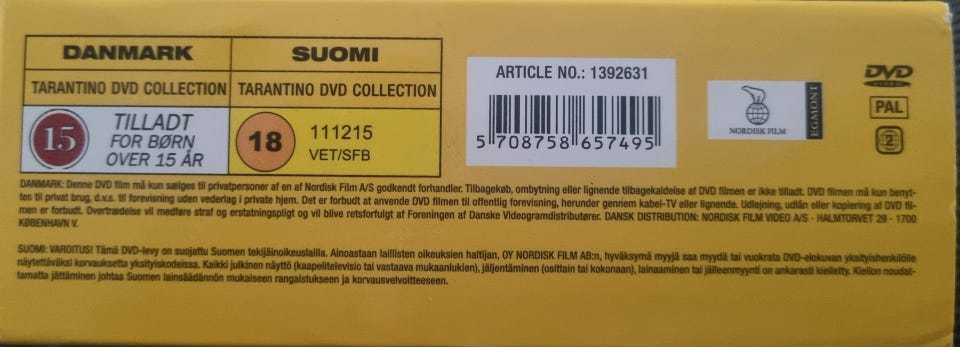 DANMARK
SUOMI
TARANTINO DVD COLLECTION
TARANTINO DVD COLLECTION
15
TILLADT
FOR BØRN
OVER 15 ÅR
18
111215
VET/SFB
ARTICLE NO.: 1392631
5 708758 657495
NORDISK FILM
EGMONT
DVD
VIDEO
PAL
2
DANMARK: Denne DVD film må kun sælges til privatpersoner af en af Nordisk Film A/S godkendt forhandler. Tilbagekøb, ombytning eller lignende tilbagekaldelse af DVD filmen er ikke tilladt. DVD filmen må kun beny-
tes til privat brug, d.v.s. til forevisning uden vederlag i hjemmet. Det er forbudt at anvende DVD filmen til offentlig forevisning, herunder gennem kabel-TV eller lignende. Udlejning, udlån eller kopiering af DVD fil-
men er forbudt. Overtrædelse vil medføre straf og erstatningspligt og vil blive retsforfulgt af Foreningen af Danske Videogramdistributører. DANSK DISTRIBUTION: NORDISK FILM VIDEO A/S · HALMTORVET 29 · 1700
KØBENHAVN V.
SUOMI: VAROITUS! Tämä DVD-levy on suojattu Suomen tekijäinoikeuslailla. Ainoastaan laillisten oikeuksien haltijan, OY NORDISK FILM AB:n, hyväksymä myyjä saa myydä tai vuokrata DVD-elokuvan yksityishenkilölle
näytettäväksi korvauksetta yksityiskodeissa. Kaikki julkinen näyttö (kaapelitelevisio tai vastaava mukaanlukien), jäljentäminen (osittain tai kokonaan), lainaaminen tai jälleenmyynti on ankarasti kielletty. Kiellon noudat-
tamatta jättäminen johtaa Suomen lainsäädännön mukaiseen rangaistukseen ja korvausvelvoitteeseen.